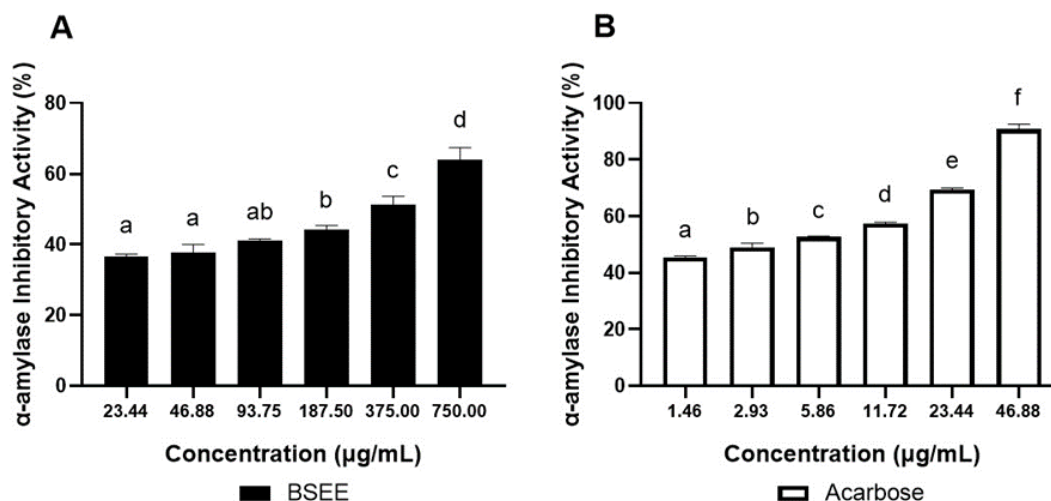 A
α-amylase Inhibitory Activity (%)
80
60
40
20
0
a
a
ab
b
c
d
23.44 46.88 93.75 187.50 375.00 750.00
Concentration (µg/mL)
BSEE
B
α-amylase Inhibitory Activity (%)
100
80
60
40
20
0
a
b
c
d
e
f
1.46 2.93 5.86 11.72 23.44 46.88
Concentration (µg/mL)
Acarbose